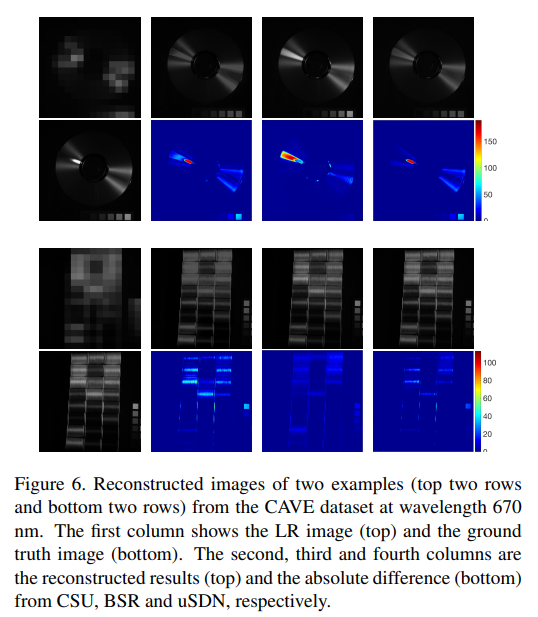 150
100
50
0
100
80
60
40
20
0
Figure 6. Reconstructed images of two examples (top two rows
and bottom two rows) from the CAVE dataset at wavelength 670
nm. The first column shows the LR image (top) and the ground
truth image (bottom). The second, third and fourth columns are
the reconstructed results (top) and the absolute difference (bottom)
from CSU, BSR and uSDN, respectively.